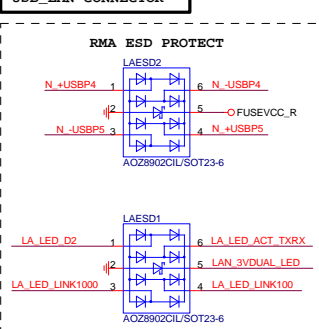 USB_LAN CONNECTOR
RMA ESD PROTECT
LAESD2
N_+USBP4 1 6 N_-USBP4
2 5 FUSEVCC_R
N_-USBP5 3 4 N_+USBP5
AOZ8902CIL/SOT23-6
LAESD1
LA_LED_D2 1 6 LA_LED_ACT_TXRX
2 5 LAN_3VDUAL_LED
LA_LED_LINK1000 3 4 LA_LED_LINK100
AOZ8902CIL/SOT23-6